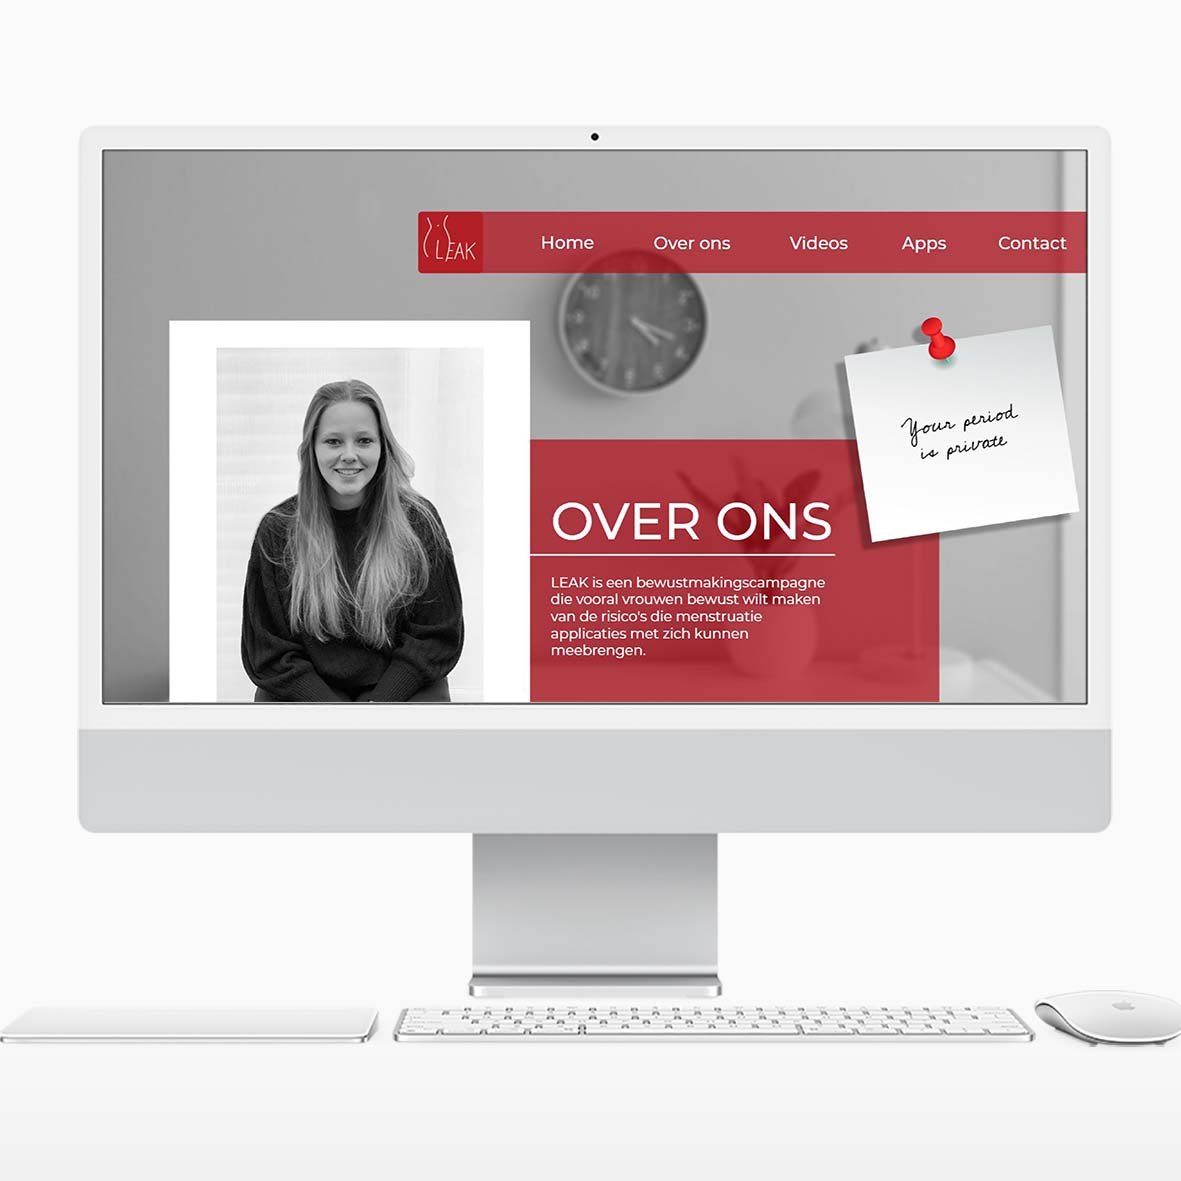 LEAK
Home
Over ons
Videos
Apps
Contact
Your period
is private
OVER ONS
LEAK is een bewustmakingscampagne
die vooral vrouwen bewust wilt maken
van de risico's die menstruatie
applicaties met zich kunnen
meebrengen.